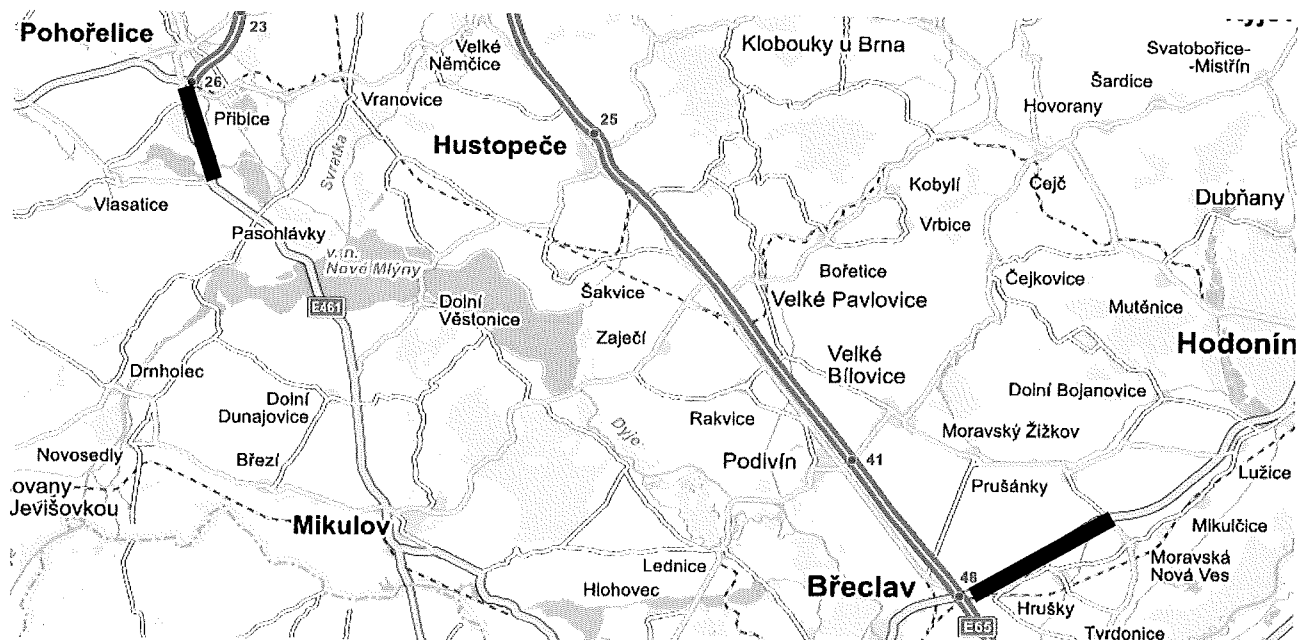 Pohořelice
23
Velké
Němčice
Klobouky u Brna
Svatobořice-
-Mistřín
26
Přibice
Vranovice
Šardice
Hovorany
25
Hustopeče
Svratka
Vlasatice
Kobylí
Čejč
Dubňany
Vrbice
Pasohlávky
v. n.
Nové Mlýny
Bořetice
Čejkovice
E461
Dolní
Věstonice
Šakvice
Velké Pavlovice
Mutěnice
Zaječí
Hodonín
Velké
Bílovice
Drnholec
Dolní
Dunajovice
Dolní Bojanovice
Rakvice
Dyje
Moravský Žižkov
Novosedly
Březí
Podivín
41
Lužice
ovany
Jevišovkou
Prušánky
Mikulov
Mikulčice
Lednice
Moravská
Nová Ves
Hlohovec
Břeclav
48
Hrušky
E65
Tvrdonice